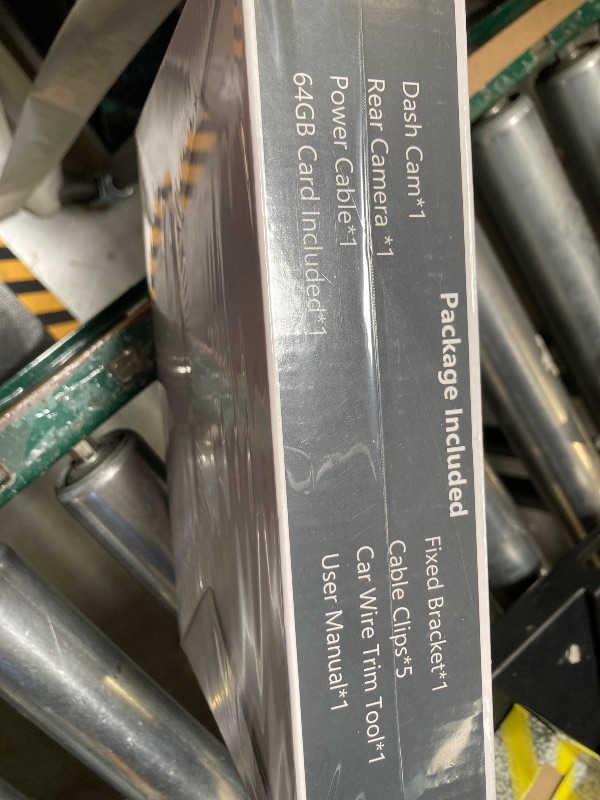 Package Included
Dash Cam*1
Rear Camera *1
Power Cable*1
64GB Card Included*1
Fixed Bracket*1
Cable Clips*5
Car Wire Trim Tool*1
User Manual*1